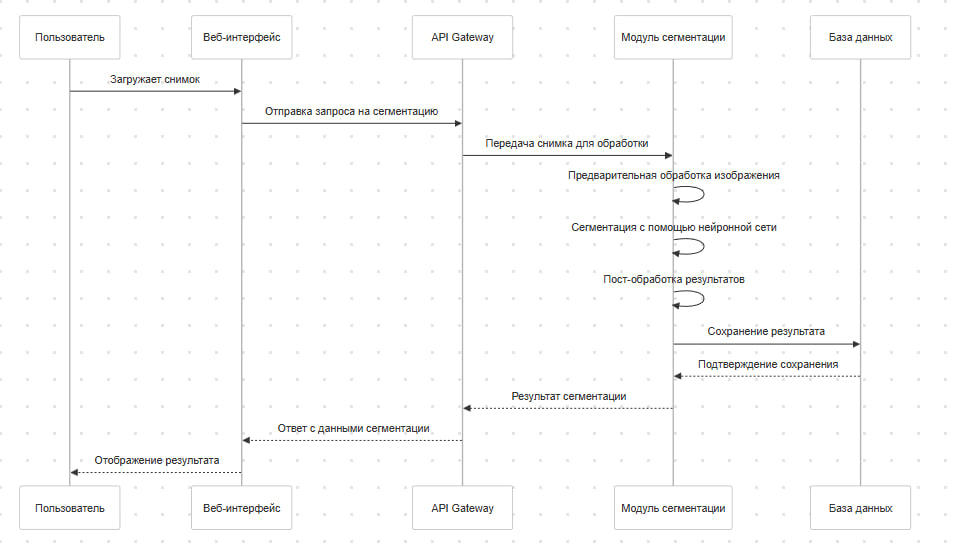 Пользователь
Веб-интерфейс
API Gateway
Модуль сегментации
База данных
Загружает снимок
Отправка запроса на сегментацию
Передача снимка для обработки
Предварительная обработка изображения
Сегментация с помощью нейронной сети
Пост-обработка результатов
Сохранение результата
Подтверждение сохранения
Результат сегментации
Ответ с данными сегментации
Отображение результата
Пользователь
Веб-интерфейс
API Gateway
Модуль сегментации
База данных